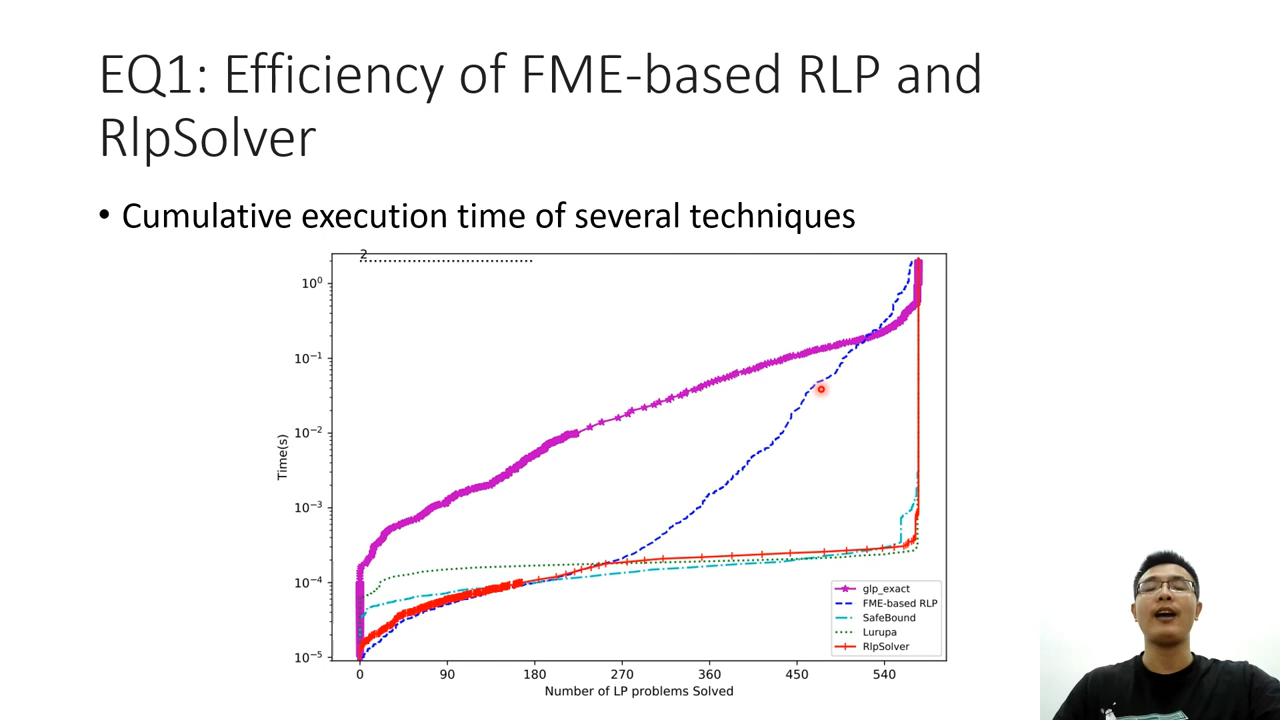 EQ1: Efficiency of FME-based RLP and
RlpSolver
• Cumulative execution time of several techniques
2
10⁰
10⁻¹
10⁻²
10⁻³
10⁻⁴
10⁻⁵
Time(s)
glp_exact
FME-based RLP
SafeBound
Lurupa
RlpSolver
0 90 180 270 360 450 540
Number of LP problems Solved